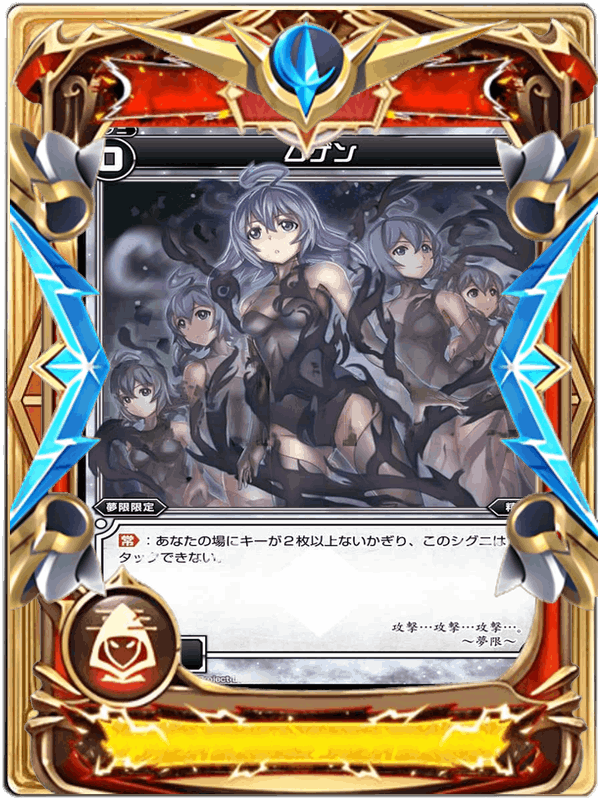 ムゲン
夢限限定
常：あなたの場にキーが２枚以上ないかぎり、このシグニは
タックできない。
攻撃…攻撃…攻撃…。
～夢限～